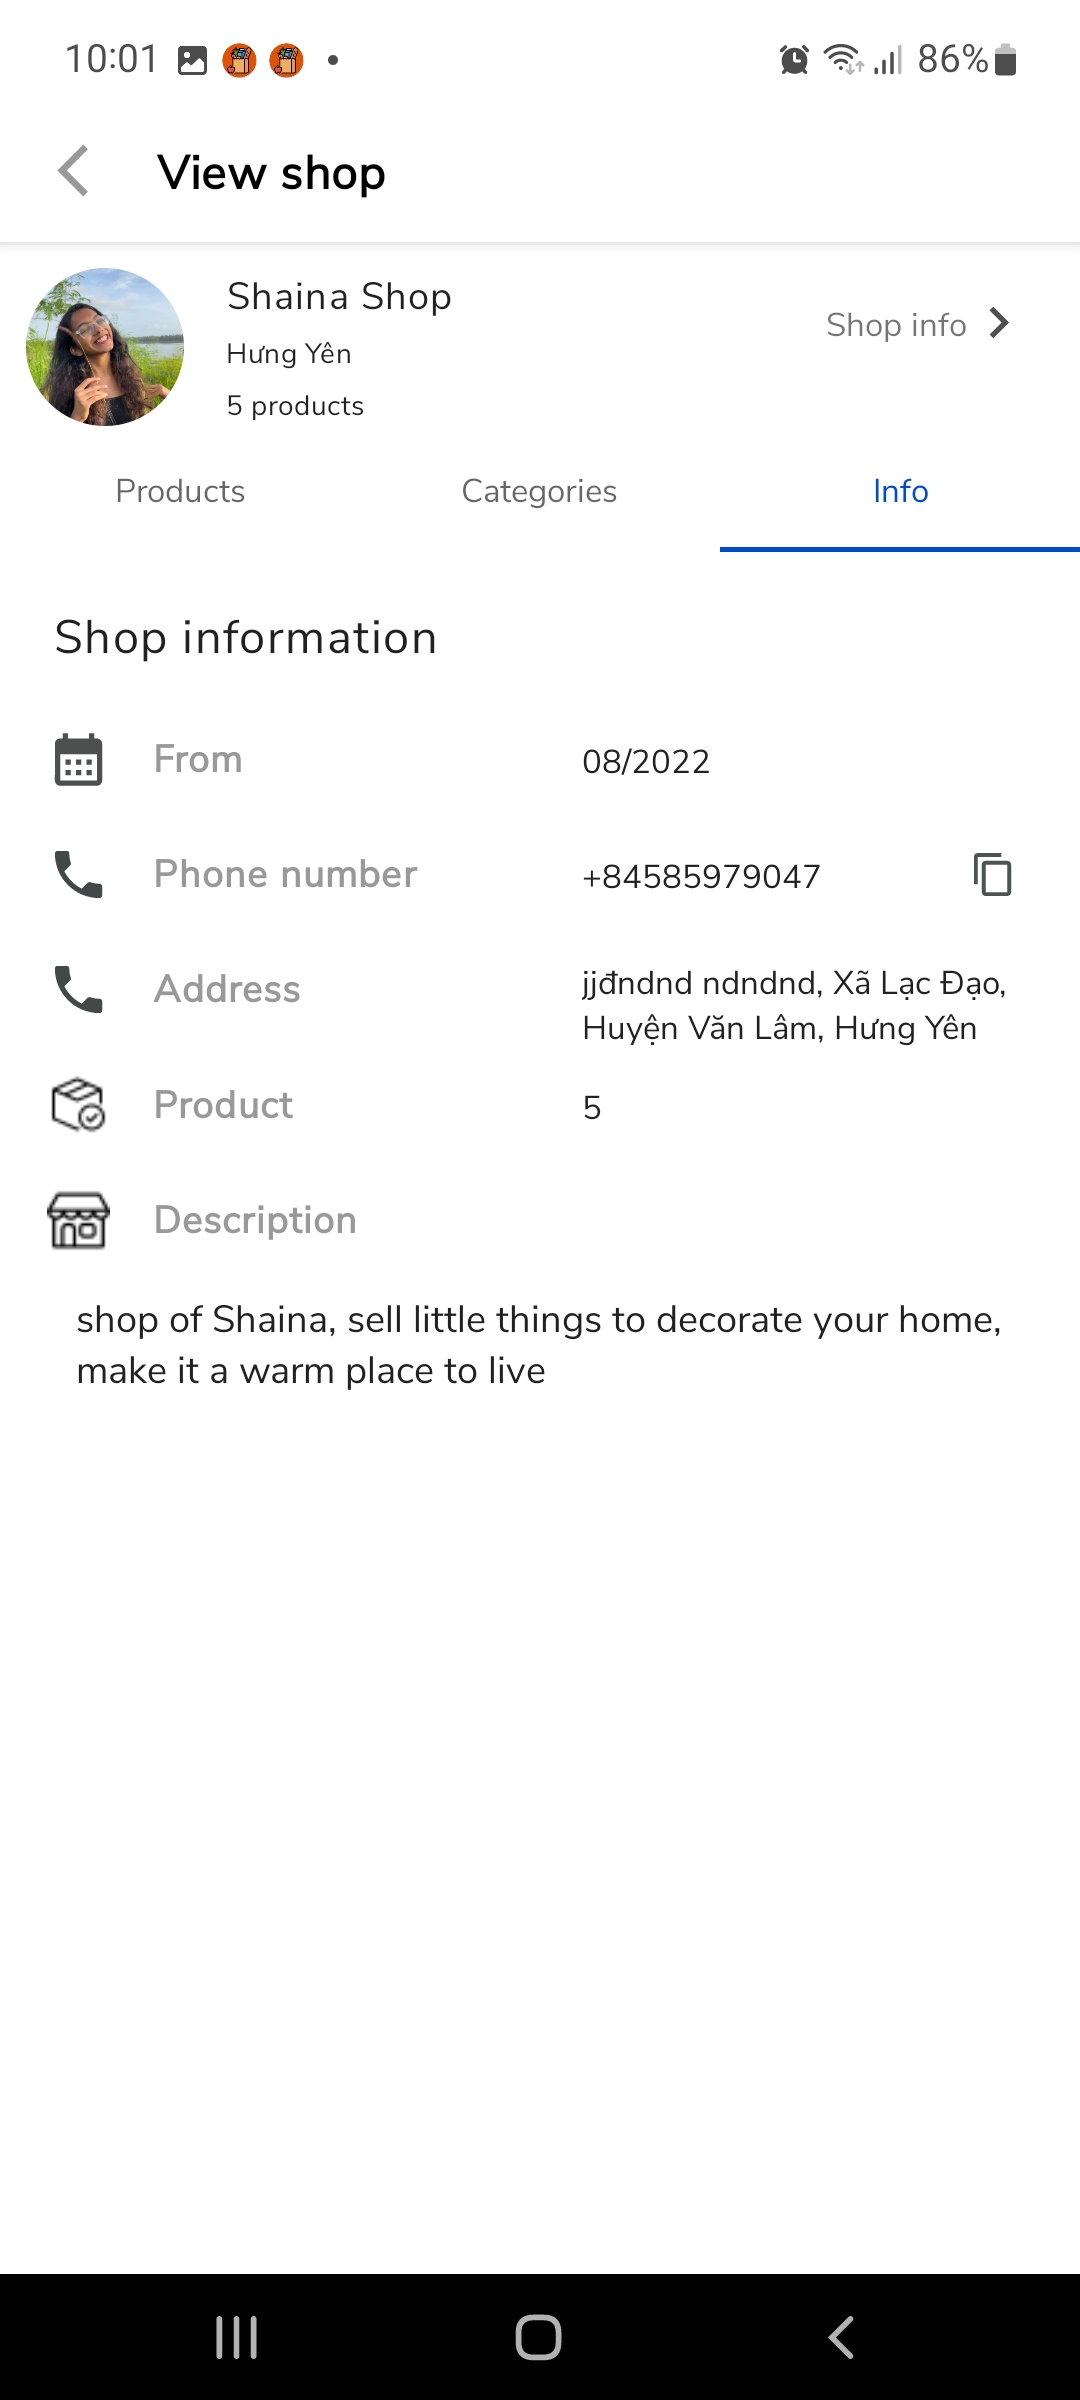 10:01
86%
View shop
Shaina Shop
Shop info
Hưng Yên
5 products
Products
Categories
Info
Shop information
From
08/2022
Phone number
+84585979047
Address
jjđndnd ndndnd, Xã Lạc Đạo,
Huyện Văn Lâm, Hưng Yên
Product
5
Description
shop of Shaina, sell little things to decorate your home,
make it a warm place to live